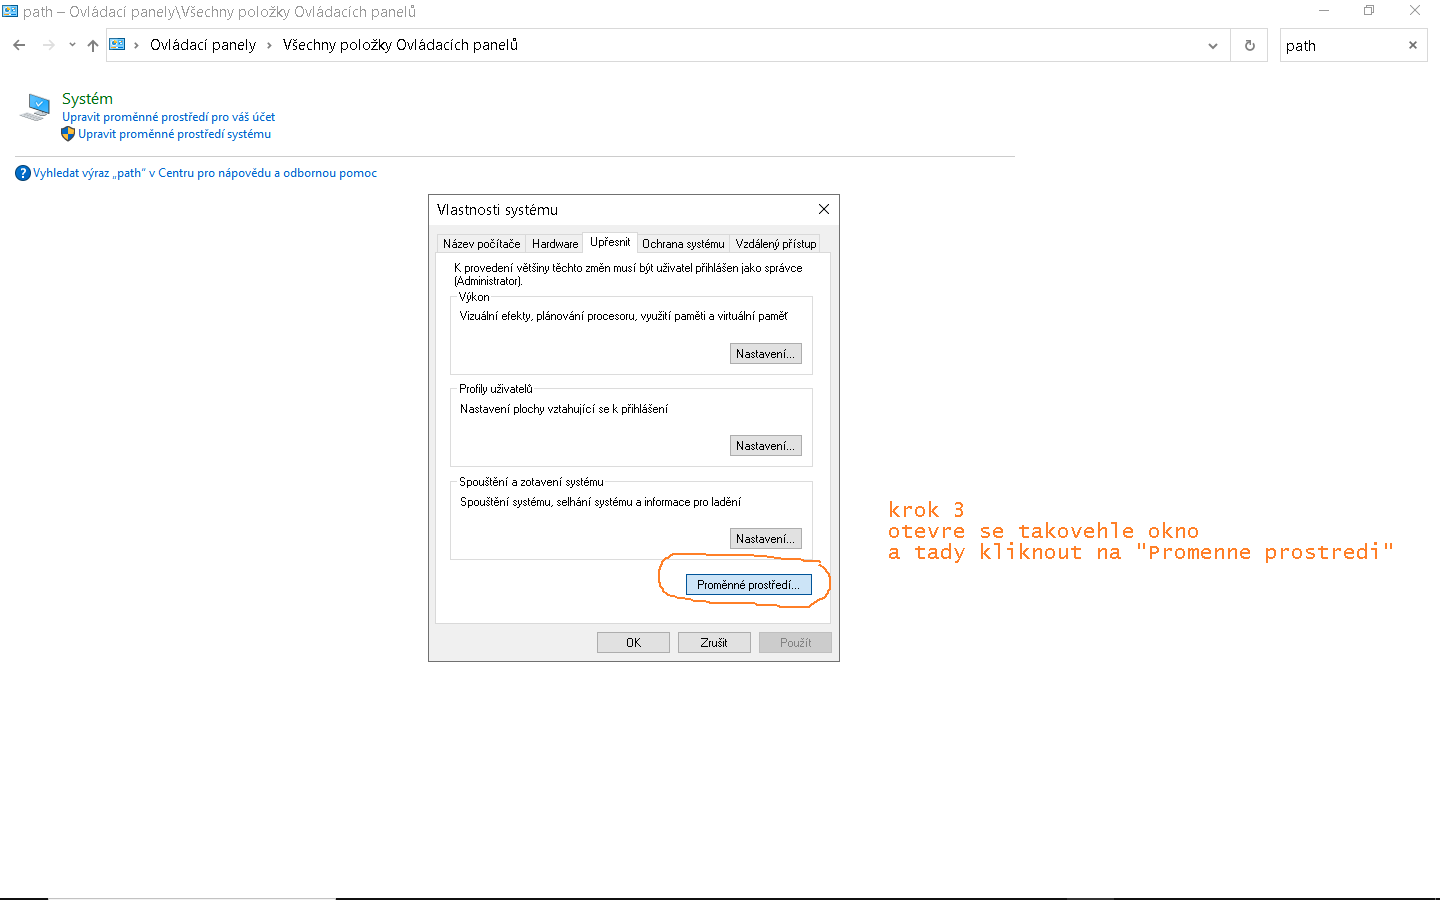 path – Ovládací panely\Všechny položky Ovládacích panelů
Ovládací panely › Všechny položky Ovládacích panelů
path
Systém
Upravit proměnné prostředí pro váš účet
Upravit proměnné prostředí systému
Vyhledat výraz „path“ v Centru pro nápovědu a odbornou pomoc
Vlastnosti systému
Název počítače Hardware Upřesnit Ochrana systému Vzdálený přístup
K provedení většiny těchto změn musí být uživatel přihlášen jako správce
(Administrator).
Výkon
Vizuální efekty, plánování procesoru, využití paměti a virtuální paměť
Nastavení...
Profily uživatelů
Nastavení plochy vztahující se k přihlášení
Nastavení...
Spouštění a zotavení systému
Spouštění systému, selhání systému a informace pro ladění
Nastavení...
Proměnné prostředí...
OK Zrušit Použít
krok 3
otevre se takovehle okno
a tady kliknout na "Promenne prostredi"